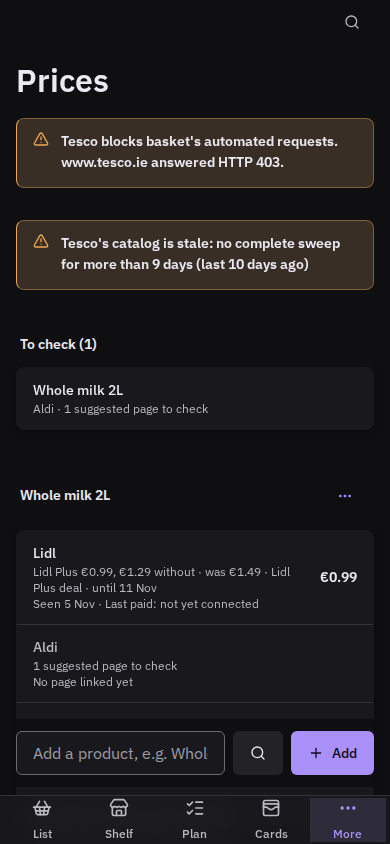 Prices
Tesco blocks basket's automated requests.
www.tesco.ie answered HTTP 403.
Tesco's catalog is stale: no complete sweep
for more than 9 days (last 10 days ago)
To check (1)
Whole milk 2L
Aldi · 1 suggested page to check
Whole milk 2L
Lidl
Lidl Plus €0.99, €1.29 without · was €1.49 · Lidl
Plus deal · until 11 Nov
€0.99
Seen 5 Nov · Last paid: not yet connected
Aldi
1 suggested page to check
No page linked yet
Add a product, e.g. Whol
Add
List
Shelf
Plan
Cards
More